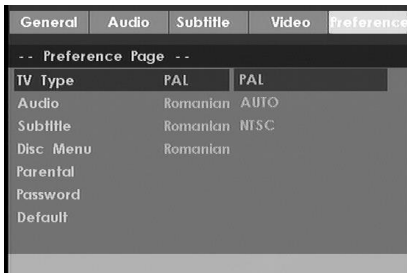 General Audio Subtitle Video Preference
-- Preference Page --
TV Type PAL PAL
Audio Romanian AUTO
Subtitle Romanian NTSC
Disc Menu Romanian
Parental
Password
Default